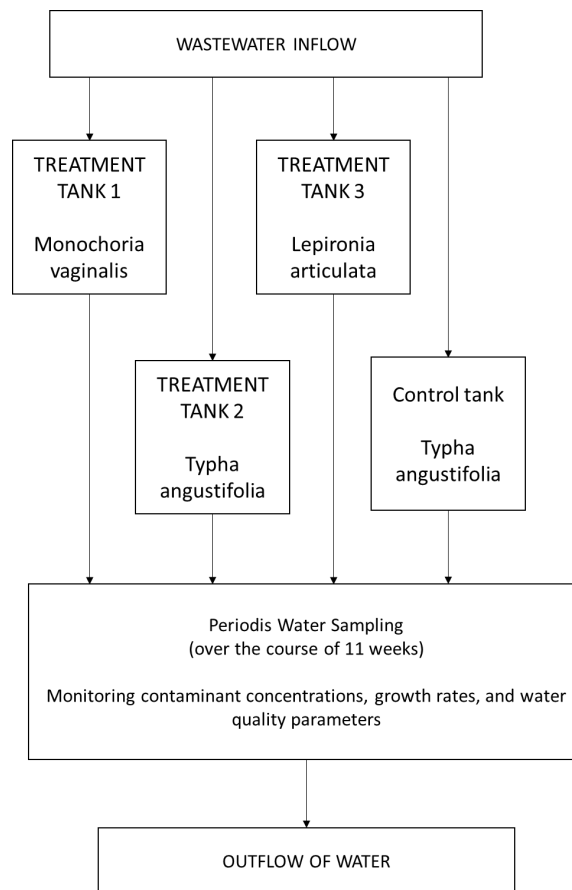 WASTEWATER INFLOW
TREATMENT
TANK 1
Monochoria
vaginalis
TREATMENT
TANK 3
Lepironia
articulata
TREATMENT
TANK 2
Typha
angustifolia
Control tank
Typha
angustifolia
Periodis Water Sampling
(over the course of 11 weeks)
Monitoring contaminant concentrations, growth rates, and water
quality parameters
OUTFLOW OF WATER